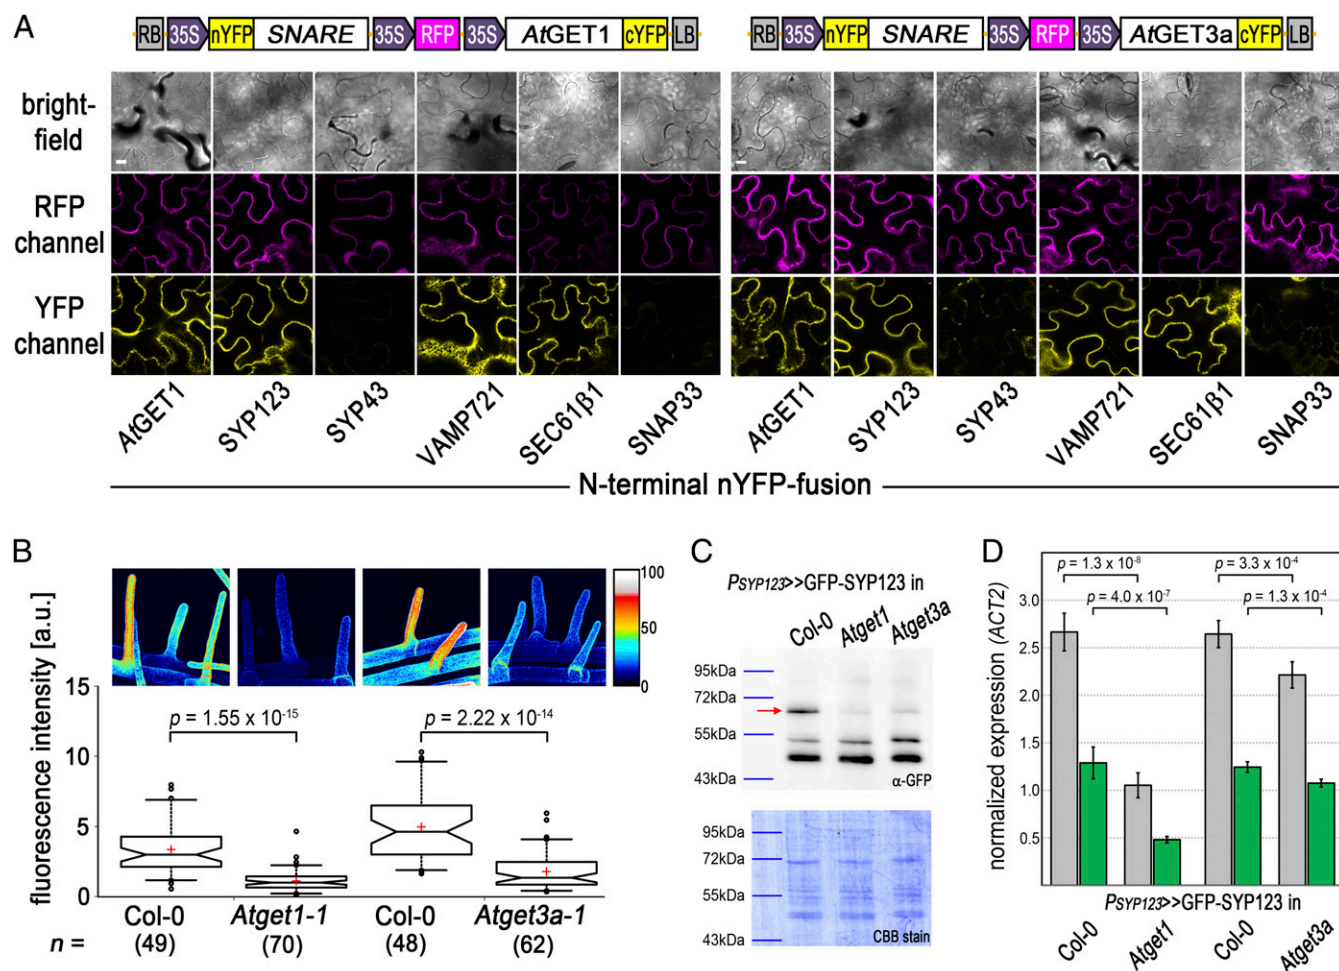 A
RB 35S nYFP SNARE 35S RFP 35S AtGET1 cYFP LB
RB 35S nYFP SNARE 35S RFP 35S AtGET3a cYFP LB
bright-
field
RFP
channel
YFP
channel
AtGET1 SYP123 SYP43 VAMP721 SEC61β1 SNAP33
AtGET1 SYP123 SYP43 VAMP721 SEC61β1 SNAP33
N-terminal nYFP-fusion
B
100
50
0
fluorescence intensity [a.u.]
15
10
5
0
p = 1.55 x 10⁻¹⁵
p = 2.22 x 10⁻¹⁴
Col-0 Atget1-1 Col-0 Atget3a-1
n = (49) (70) (48) (62)
C
PSYP123>>GFP-SYP123 in
Col-0 Atget1 Atget3a
95kDa
72kDa
55kDa
43kDa
α-GFP
95kDa
72kDa
55kDa
43kDa
CBB stain
D
normalized expression (ACT2)
p = 1.3 x 10⁻⁸
p = 4.0 x 10⁻⁷
p = 3.3 x 10⁻⁴
p = 1.3 x 10⁻⁴
3.0
2.5
2.0
1.5
1.0
0.5
PSYP123>>GFP-SYP123 in
Col-0 Atget1 Col-0 Atget3a